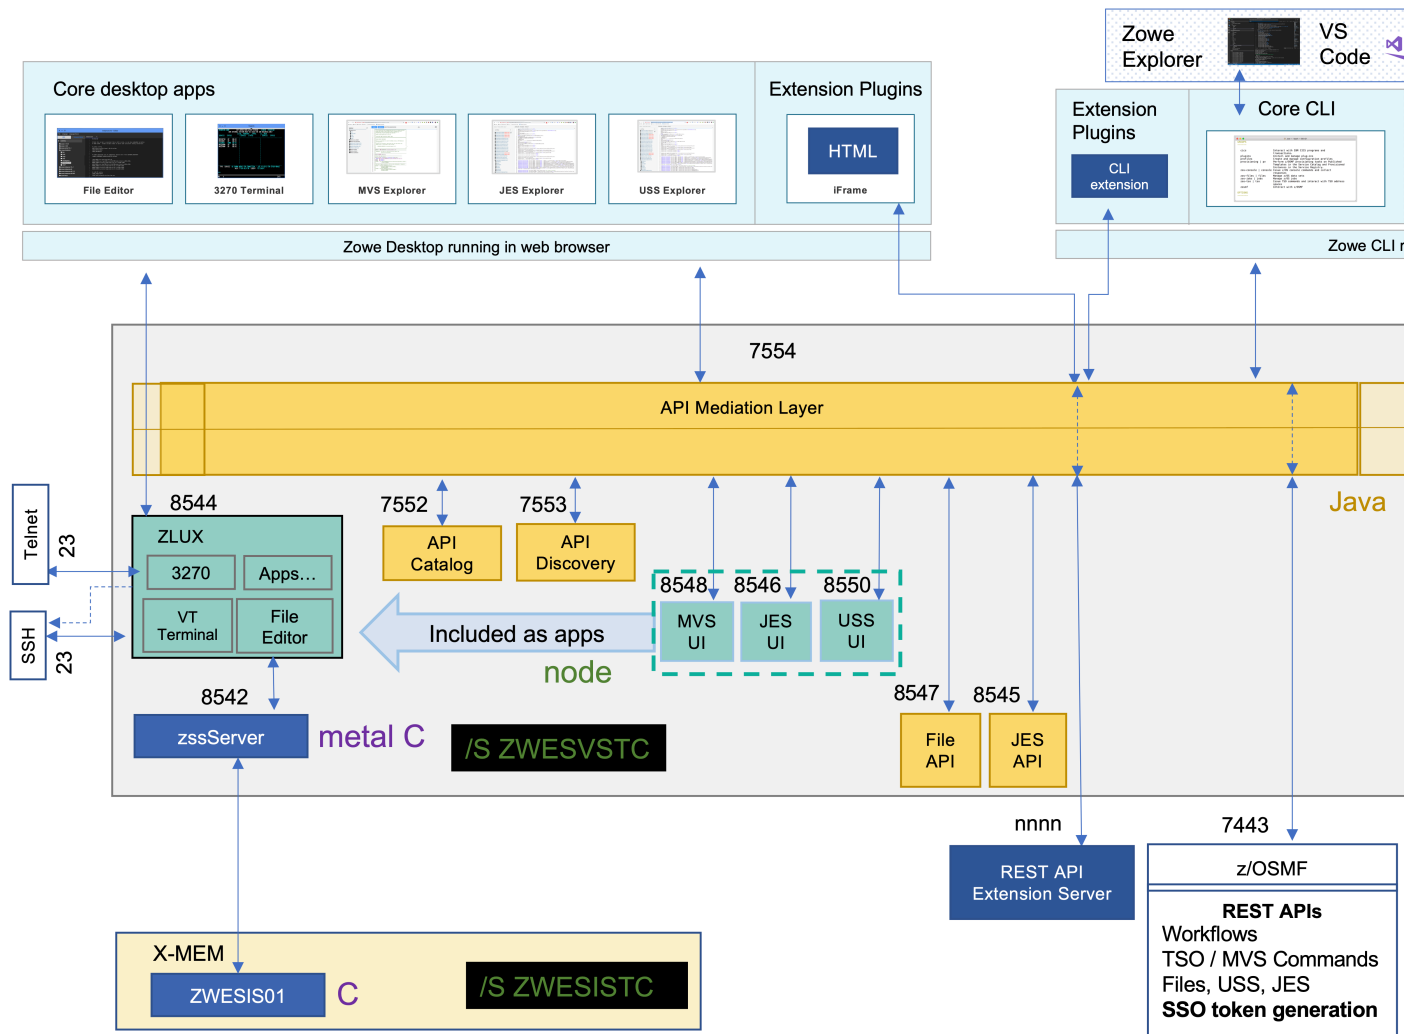 Zowe
Explorer
VS
Code
Core desktop apps
Extension Plugins
File Editor
3270 Terminal
MVS Explorer
JES Explorer
USS Explorer
HTML
iFrame
Extension
Plugins
CLI
extension
Core CLI
Zowe Desktop running in web browser
Zowe CLI r
7554
API Mediation Layer
Java
Telnet
23
SSH
23
8544
ZLUX
3270
Apps...
VT
Terminal
File
Editor
7552
API
Catalog
7553
API
Discovery
8548
MVS
UI
8546
JES
UI
8550
USS
UI
Included as apps
node
8542
zssServer
metal C
/S ZWESVSTC
8547
File
API
8545
JES
API
nnnn
REST API
Extension Server
7443
z/OSMF
REST APIs
Workflows
TSO / MVS Commands
Files, USS, JES
SSO token generation
X-MEM
ZWESIS01
C
/S ZWESISTC